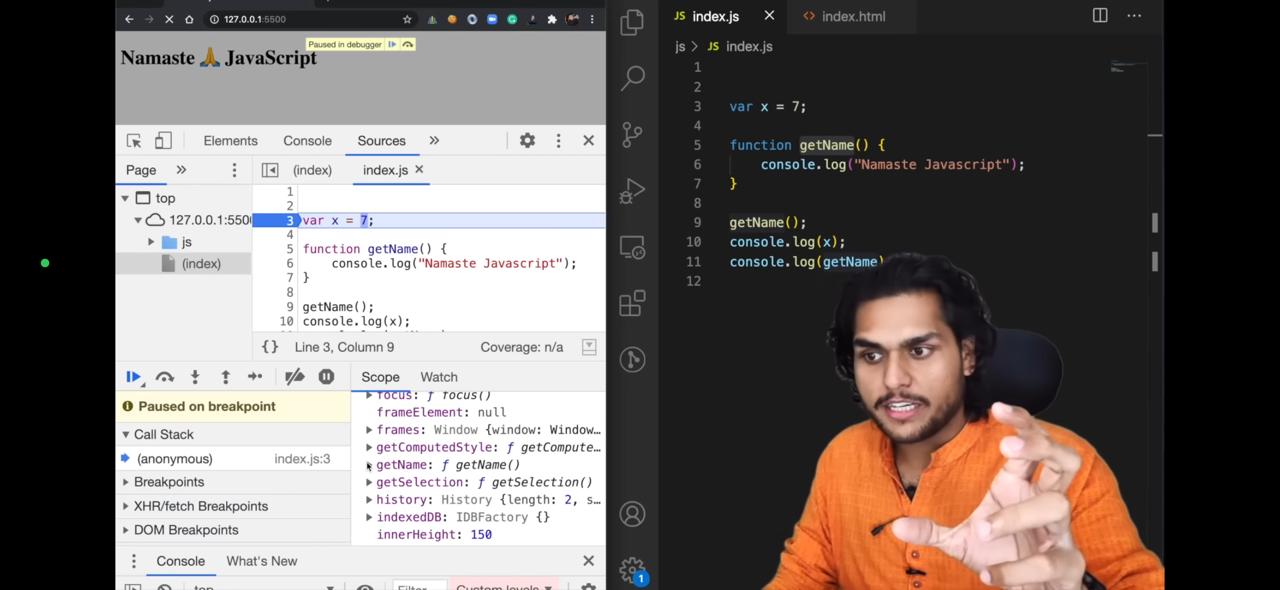 127.0.0.1:5500
Paused in debugger
Namaste 🙏 JavaScript
Elements Console Sources »
Page » (index) index.js ×
top
127.0.0.1:5500
js
(index)
1
2
3 var x = 7;
4
5 function getName() {
6 console.log("Namaste Javascript");
7 }
8
9 getName();
10 console.log(x);
{ } Line 3, Column 9 Coverage: n/a
Scope Watch
Paused on breakpoint
Call Stack
(anonymous) index.js:3
Breakpoints
XHR/fetch Breakpoints
DOM Breakpoints
focus: ƒ focus()
frameElement: null
frames: Window {window: Window…
getComputedStyle: ƒ getCompute…
getName: ƒ getName()
getSelection: ƒ getSelection()
history: History {length: 2, s…
indexedDB: IDBFactory {}
innerHeight: 150
Console What's New ×
top Filter Custom levels
JS index.js × <> index.html
js > JS index.js
1
2
3 var x = 7;
4
5 function getName() {
6 console.log("Namaste Javascript");
7 }
8
9 getName();
10 console.log(x);
11 console.log(getName)
12
1